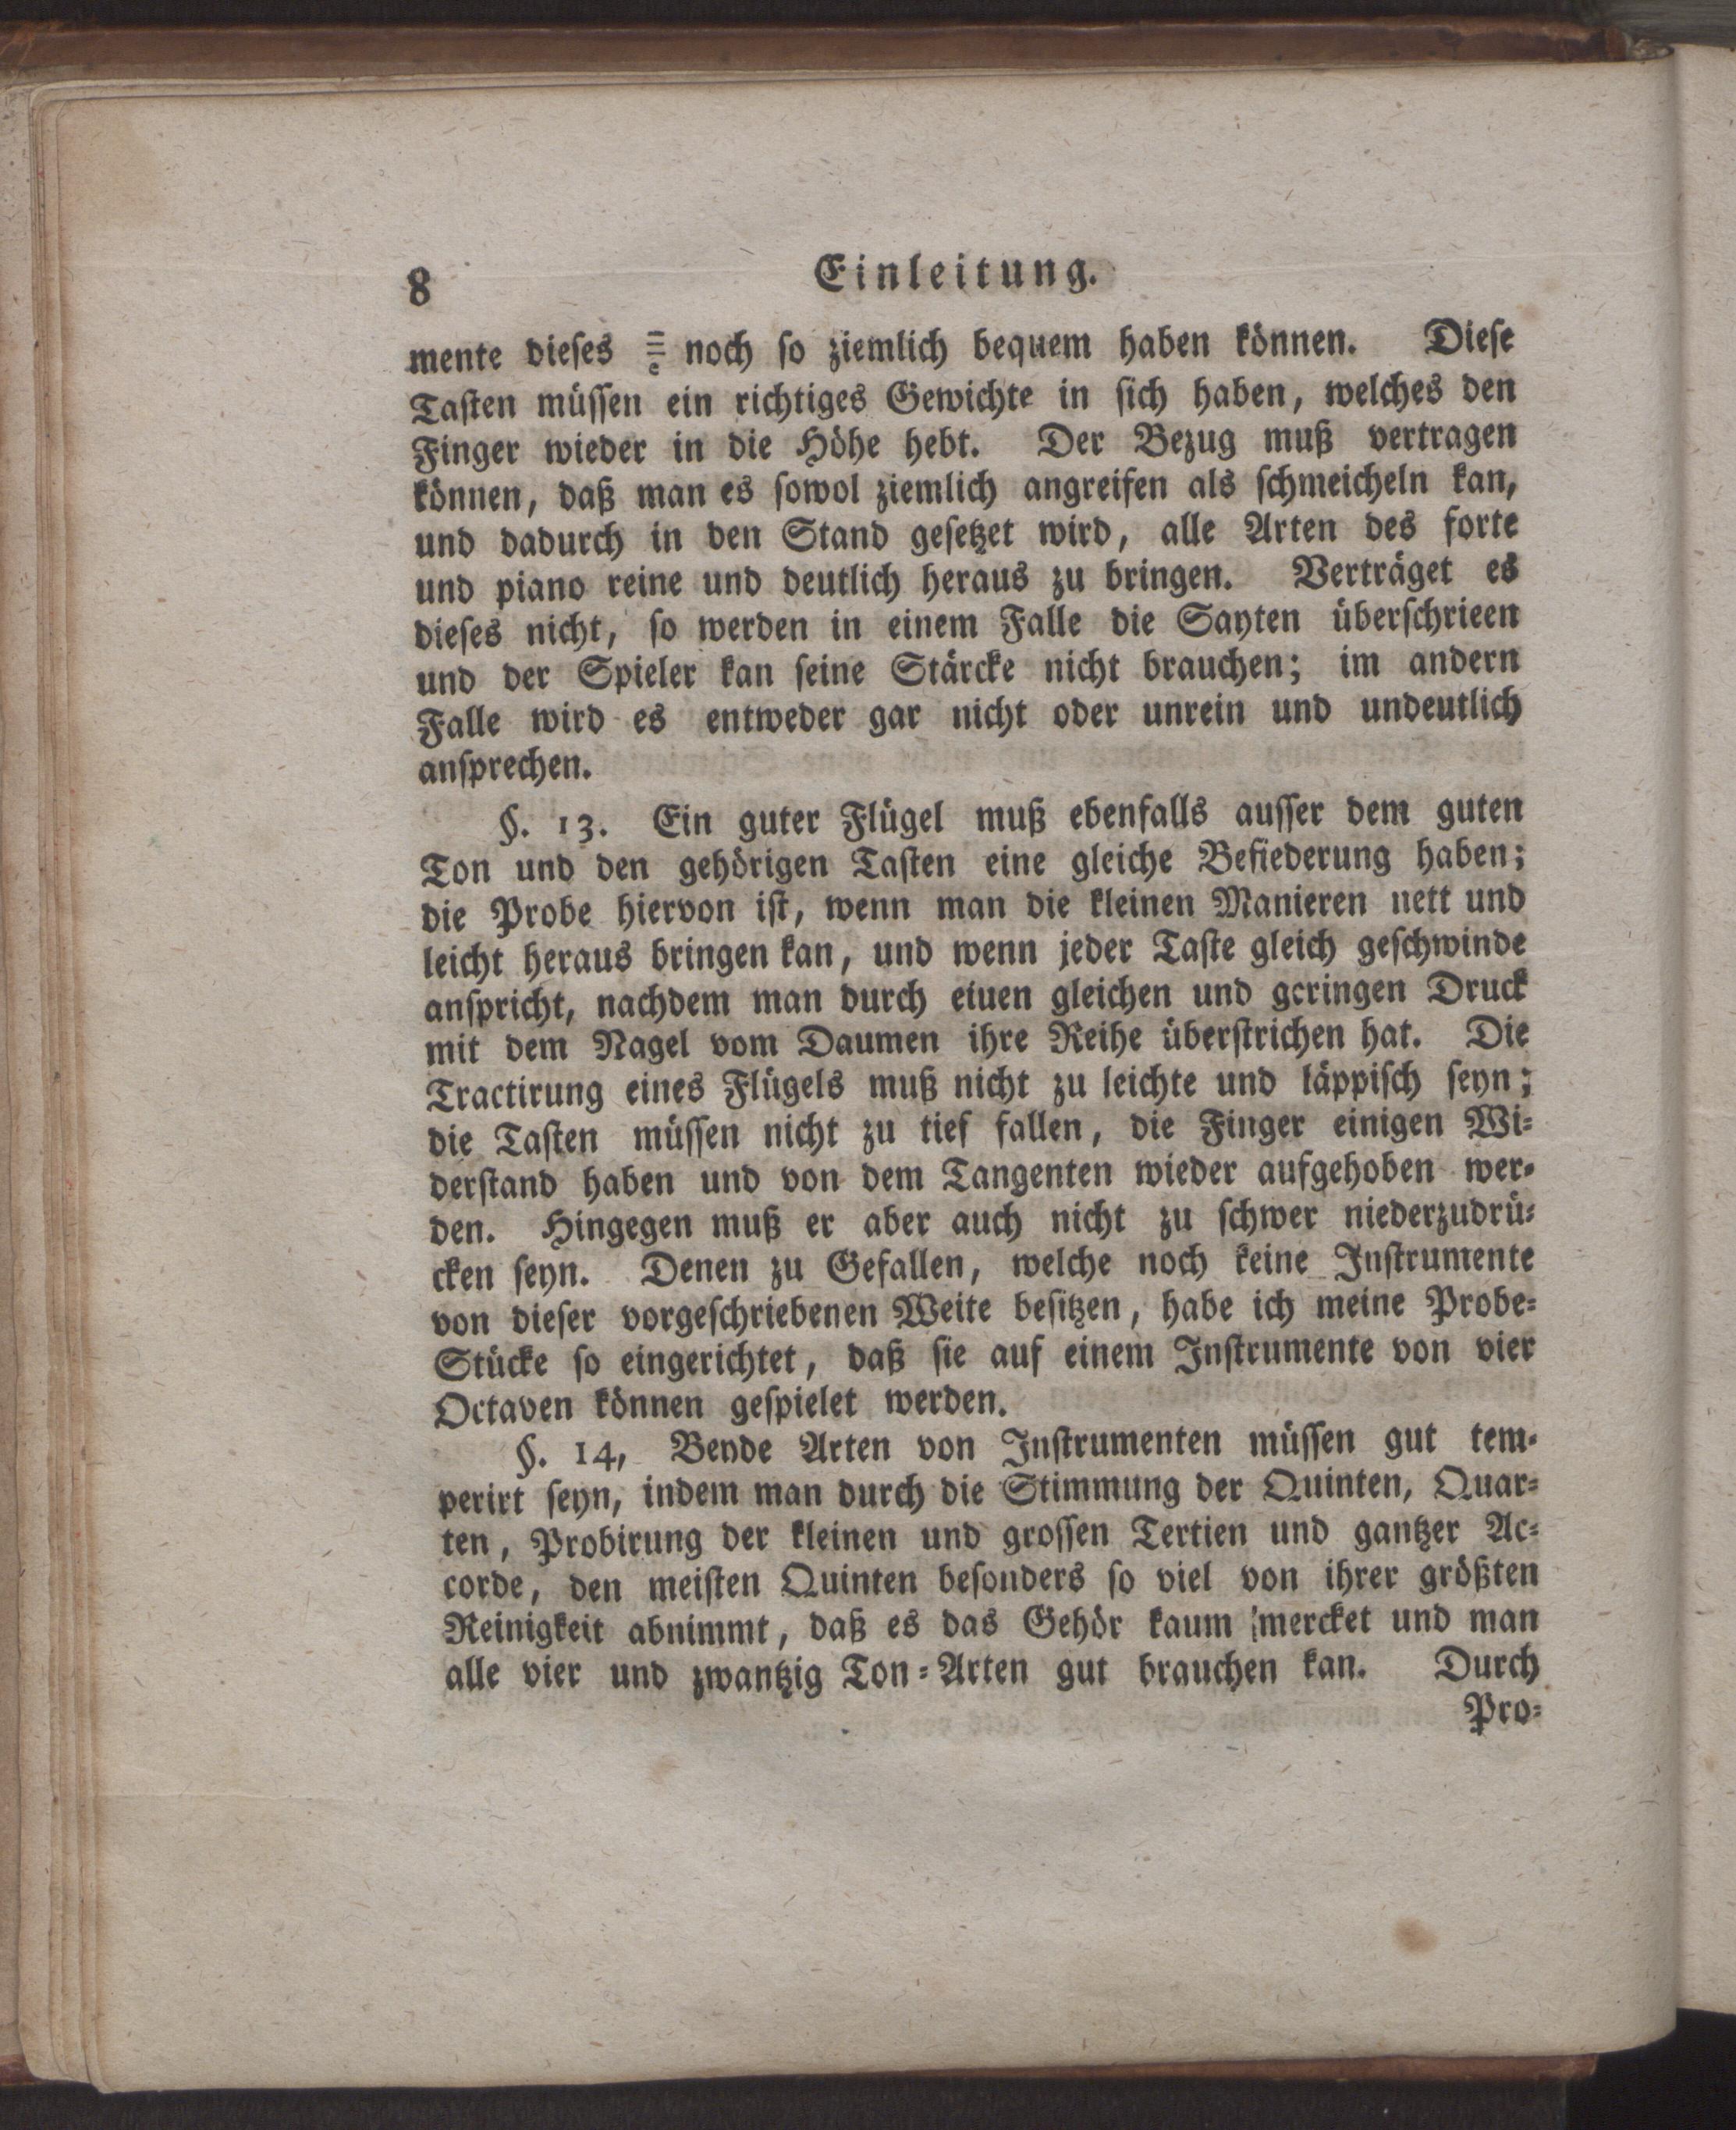 8 Einleitung.
mente dieses e̿̄ noch so ziemlich bequem haben können. Diese
Tasten müssen ein richtiges Gewichte in sich haben, welches den
Finger wieder in die Höhe hebt. Der Bezug muß vertragen
können, daß man es sowol ziemlich angreifen als schmeicheln kan,
und dadurch in den Stand gesetzet wird, alle Arten des forte
und piano reine und deutlich heraus zu bringen. Verträget es
dieses nicht, so werden in einem Falle die Sayten überschrieen
und der Spieler kan seine Stärcke nicht brauchen; im andern
Falle wird es entweder gar nicht oder unrein und undeutlich
ansprechen.
§. 13. Ein guter Flügel muß ebenfalls ausser dem guten
Ton und den gehörigen Tasten eine gleiche Befiederung haben;
die Probe hiervon ist, wenn man die kleinen Manieren nett und
leicht heraus bringen kan, und wenn jeder Taste gleich geschwinde
anspricht, nachdem man durch eiuen gleichen und geringen Druck
mit dem Nagel vom Daumen ihre Reihe überstrichen hat. Die
Tractirung eines Flügels muß nicht zu leichte und läppisch seyn;
die Tasten müssen nicht zu tief fallen, die Finger einigen Wi-
derstand haben und von dem Tangenten wieder aufgehoben wer-
den. Hingegen muß er aber auch nicht zu schwer niederzudrü-
cken seyn. Denen zu Gefallen, welche noch keine Instrumente
von dieser vorgeschriebenen Weite besitzen, habe ich meine Probe-
Stücke so eingerichtet, daß sie auf einem Instrumente von vier
Octaven können gespielet werden.
§. 14, Beyde Arten von Instrumenten müssen gut tem-
perirt seyn, indem man durch die Stimmung der Quinten, Quar-
ten, Probirung der kleinen und grossen Tertien und gantzer Ac-
corde, den meisten Quinten besonders so viel von ihrer größten
Reinigkeit abnimmt, daß es das Gehör kaum mercket und man
alle vier und zwantzig Ton-Arten gut brauchen kan. Durch
Pro-